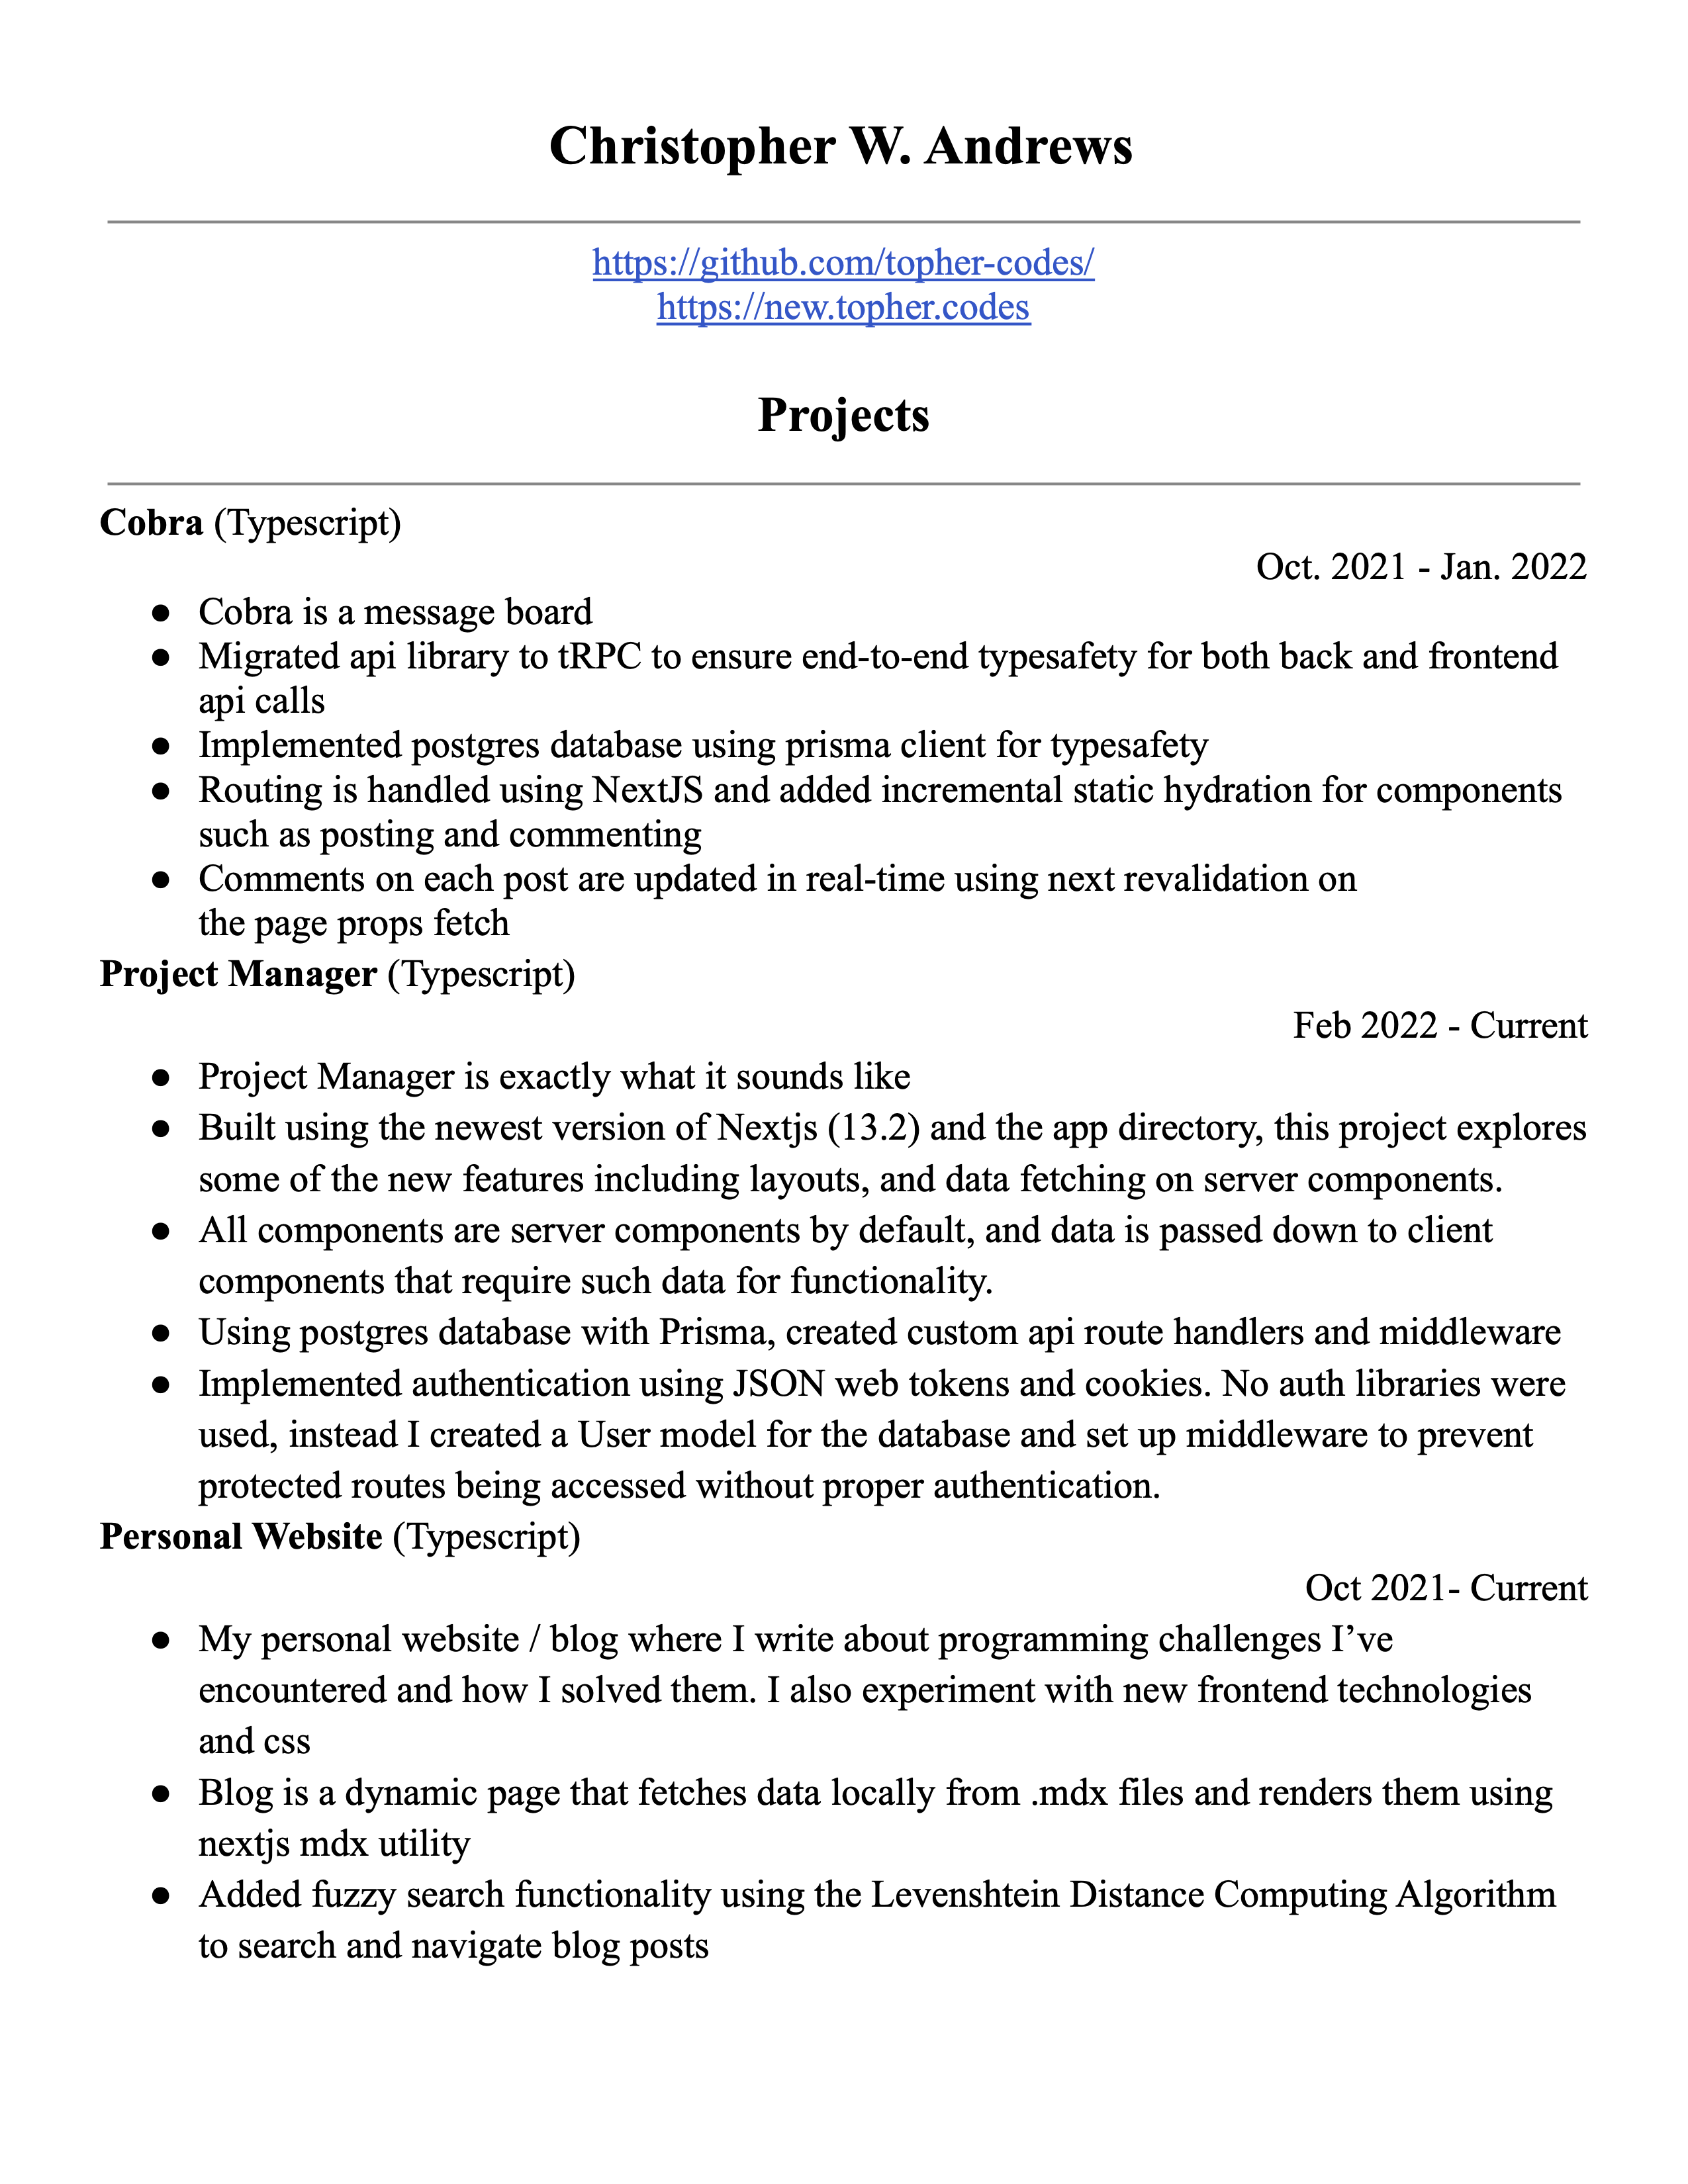 Christopher W. Andrews
https://github.com/topher-codes/
https://new.topher.codes
Projects
Cobra (Typescript)
Oct. 2021 - Jan. 2022
● Cobra is a message board
● Migrated api library to tRPC to ensure end-to-end typesafety for both back and frontend
api calls
● Implemented postgres database using prisma client for typesafety
● Routing is handled using NextJS and added incremental static hydration for components
such as posting and commenting
● Comments on each post are updated in real-time using next revalidation on
the page props fetch
Project Manager (Typescript)
Feb 2022 - Current
● Project Manager is exactly what it sounds like
● Built using the newest version of Nextjs (13.2) and the app directory, this project explores
some of the new features including layouts, and data fetching on server components.
● All components are server components by default, and data is passed down to client
components that require such data for functionality.
● Using postgres database with Prisma, created custom api route handlers and middleware
● Implemented authentication using JSON web tokens and cookies. No auth libraries were
used, instead I created a User model for the database and set up middleware to prevent
protected routes being accessed without proper authentication.
Personal Website (Typescript)
Oct 2021- Current
● My personal website / blog where I write about programming challenges I’ve
encountered and how I solved them. I also experiment with new frontend technologies
and css
● Blog is a dynamic page that fetches data locally from .mdx files and renders them using
nextjs mdx utility
● Added fuzzy search functionality using the Levenshtein Distance Computing Algorithm
to search and navigate blog posts